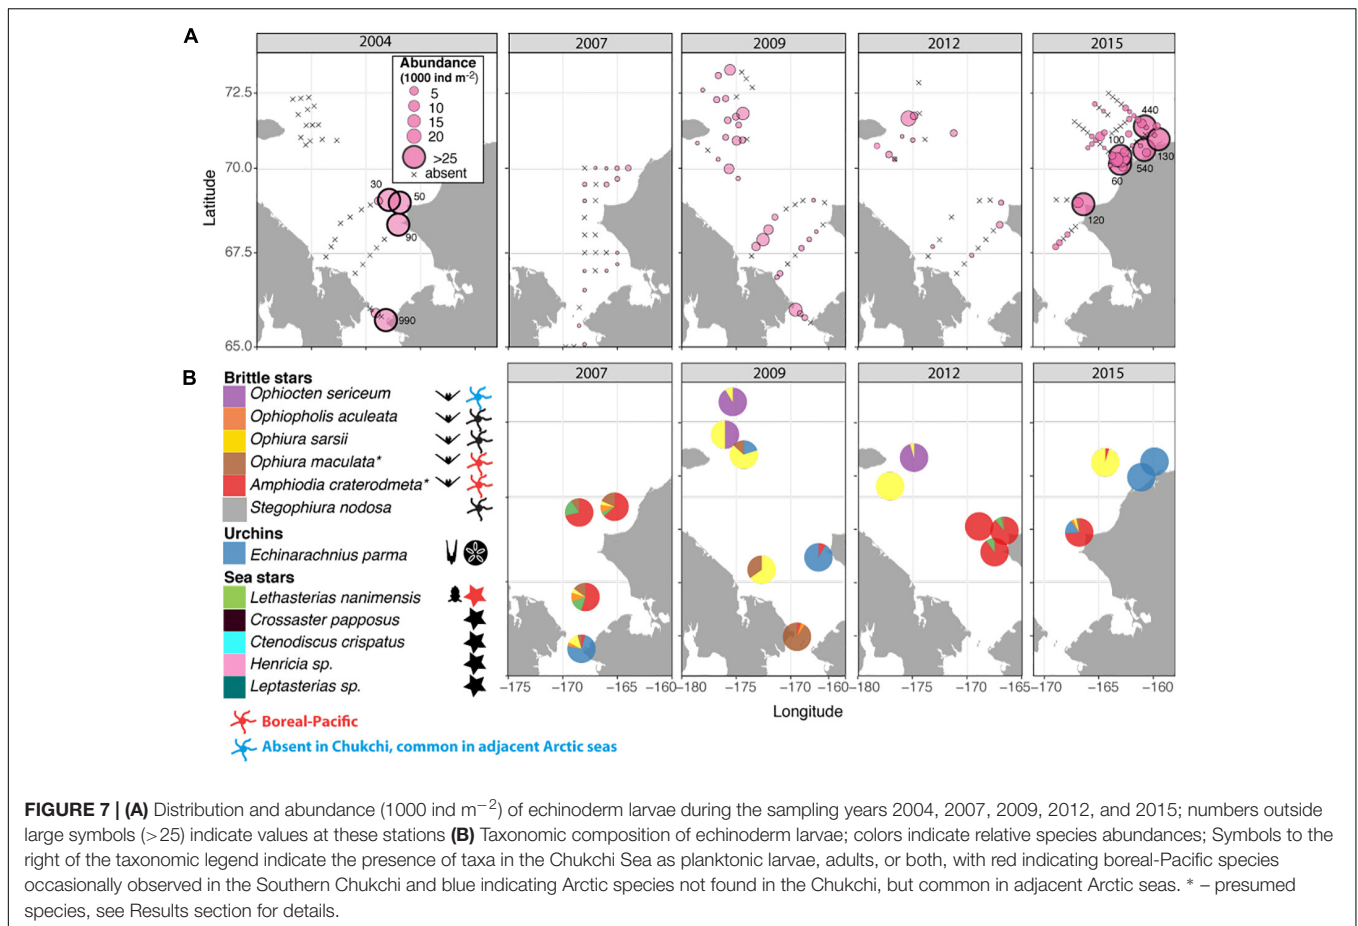 A
2004
2007
2009
2012
2015
Abundance
(1000 ind m-2)
5
10
15
20
>25
× absent
72.5
70.0
67.5
65.0
Latitude
30
50
90
990
440
100
130
540
60
120
B
2007
2009
2012
2015
Brittle stars
Ophiocten sericeum
Ophiopholis aculeata
Ophiura sarsii
Ophiura maculata*
Amphiodia craterodmeta*
Stegophiura nodosa
Urchins
Echinarachnius parma
Sea stars
Lethasterias nanimensis
Crossaster papposus
Ctenodiscus crispatus
Henricia sp.
Leptasterias sp.
Boreal-Pacific
Absent in Chukchi, common in adjacent Arctic seas
−175 −170 −165 −160 −180 −175 −170 −165 −160 −180 −175 −170 −165 −170 −165 −160
Longitude
FIGURE 7 | (A) Distribution and abundance (1000 ind m−2) of echinoderm larvae during the sampling years 2004, 2007, 2009, 2012, and 2015; numbers outside
large symbols (>25) indicate values at these stations (B) Taxonomic composition of echinoderm larvae; colors indicate relative species abundances; Symbols to the
right of the taxonomic legend indicate the presence of taxa in the Chukchi Sea as planktonic larvae, adults, or both, with red indicating boreal-Pacific species
occasionally observed in the Southern Chukchi and blue indicating Arctic species not found in the Chukchi, but common in adjacent Arctic seas. * – presumed
species, see Results section for details.